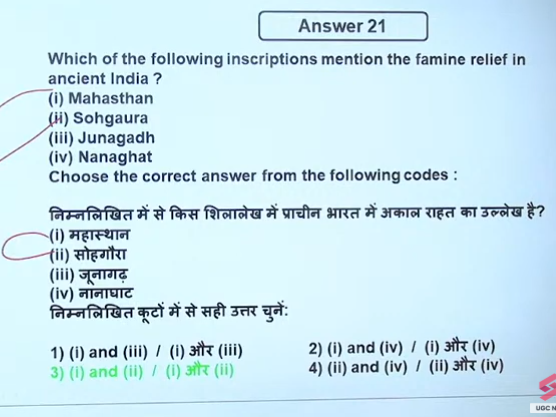 Answer 21
Which of the following inscriptions mention the famine relief in
ancient India ?
(i) Mahasthan
(ii) Sohgaura
(iii) Junagadh
(iv) Nanaghat
Choose the correct answer from the following codes :
निम्नलिखित में से किस शिलालेख में प्राचीन भारत में अकाल राहत का उल्लेख है?
(i) महास्थान
(ii) सोहगौरा
(iii) जूनागढ़
(iv) नानाघाट
निम्नलिखित कूटों में से सही उत्तर चुनें:
1) (i) and (iii) / (i) और (iii)
2) (i) and (iv) / (i) और (iv)
3) (i) and (ii) / (i) और (ii)
4) (ii) and (iv) / (ii) और (iv)
UGC N